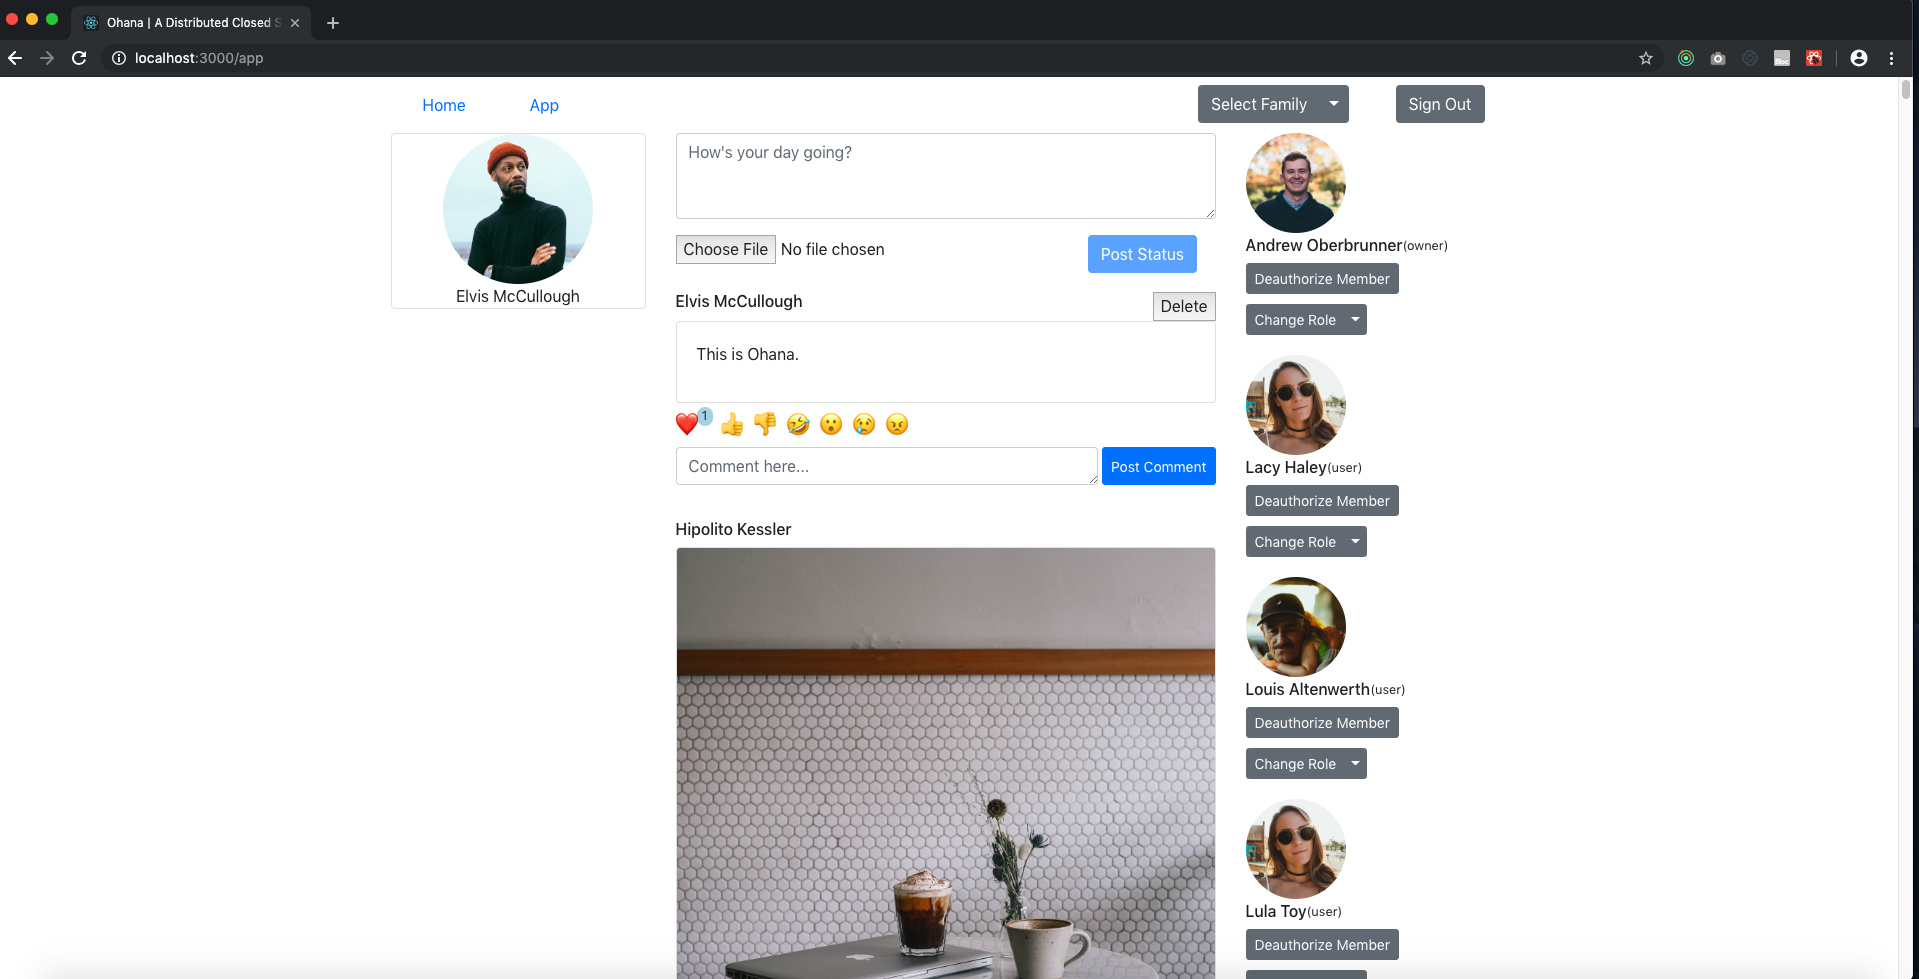 Ohana | A Distributed Closed S
localhost:3000/app
Bloc
Home
App
Select Family
Sign Out
Elvis McCullough
How's your day going?
Choose File No file chosen
Post Status
Elvis McCullough
Delete
This is Ohana.
1
Comment here...
Post Comment
Hipolito Kessler
Andrew Oberbrunner(owner)
Deauthorize Member
Change Role
Lacy Haley(user)
Deauthorize Member
Change Role
Louis Altenwerth(user)
Deauthorize Member
Change Role
Lula Toy(user)
Deauthorize Member